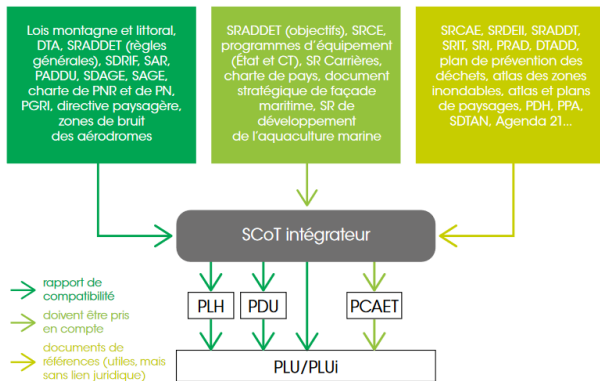 Lois montagne et littoral,
DTA, SRADDET (règles
générales), SDRIF, SAR,
PADDU, SDAGE, SAGE,
charte de PNR et de PN,
PGRI, directive paysagère,
zones de bruit
des aérodromes
SRADDET (objectifs), SRCE,
programmes d’équipement
(État et CT), SR Carrières,
charte de pays, document
stratégique de façade
maritime, SR de
développement
de l’aquaculture marine
SRCAE, SRDEII, SRADDT,
SRIT, SRI, PRAD, DTADD,
plan de prévention des
déchets, atlas des zones
inondables, atlas et plans
de paysages, PDH, PPA,
SDTAN, Agenda 21...
SCoT intégrateur
rapport de
compatibilité
doivent être pris
en compte
documents de
références (utiles, mais
sans lien juridique)
PLH
PDU
PCAET
PLU/PLUi